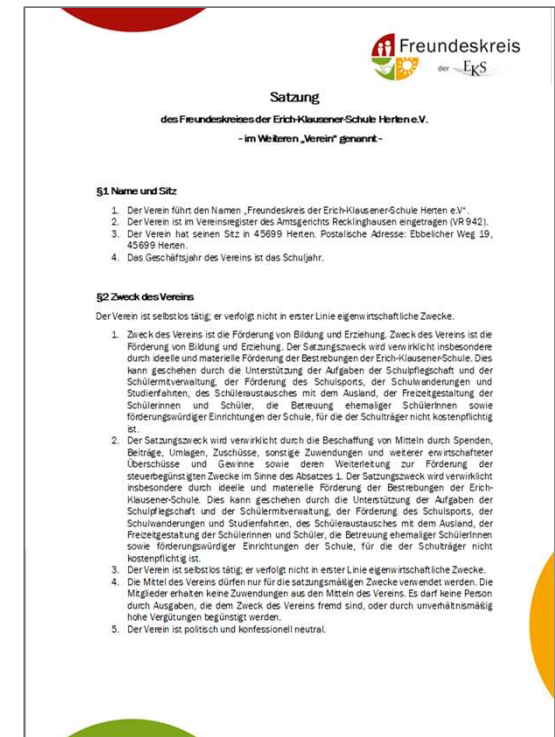 Freundeskreis
der EKS
Satzung
des Freundeskreises der Erich-Klausener-Schule Herten e.V.
- im Weiteren „Verein" genannt -
§1 Name und Sitz
1. Der Verein führt den Namen „Freundeskreis der Erich-Klausener-Schule Herten e.V".
2. Der Verein ist im Vereinsregister des Amtsgerichts Recklinghausen eingetragen (VR 942).
3. Der Verein hat seinen Sitz in 45699 Herten. Postalische Adresse: Ebbelicher Weg 19,
45699 Herten.
4. Das Geschäftsjahr des Vereins ist das Schuljahr.
§2 Zweck des Vereins
Der Verein ist selbstlos tätig; er verfolgt nicht in erster Linie eigenwirtschaftliche Zwecke.
1. Zweck des Vereins ist die Förderung von Bildung und Erziehung. Zweck des Vereins ist die
Förderung von Bildung und Erziehung. Der Satzungszweck wird verwirklicht insbesondere
durch ideelle und materielle Förderung der Bestrebungen der Erich-Klausener-Schule. Dies
kann geschehen durch die Unterstützung der Aufgaben der Schulpflegschaft und der
Schülermitverwaltung, der Förderung des Schulsports, der Schulwanderungen und
Studienfahrten, des Schüleraustausches mit dem Ausland, der Freizeitgestaltung der
Schülerinnen und Schüler, die Betreuung ehemaliger SchülerInnen sowie
förderungswürdiger Einrichtungen der Schule, für die der Schulträger nicht kostenpflichtig
ist.
2. Der Satzungszweck wird verwirklicht durch die Beschaffung von Mitteln durch Spenden,
Beiträge, Umlagen, Zuschüsse, sonstige Zuwendungen und weiterer erwirtschafteter
Überschüsse und Gewinne sowie deren Weiterleitung zur Förderung der
steuerbegünstigten Zwecke im Sinne des Absatzes 1. Der Satzungszweck wird verwirklicht
insbesondere durch ideelle und materielle Förderung der Bestrebungen der Erich-
Klausener-Schule. Dies kann geschehen durch die Unterstützung der Aufgaben der
Schulpflegschaft und der Schülermitverwaltung, der Förderung des Schulsports, der
Schulwanderungen und Studienfahrten, des Schüleraustausches mit dem Ausland, der
Freizeitgestaltung der Schülerinnen und Schüler, die Betreuung ehemaliger SchülerInnen
sowie förderungswürdiger Einrichtungen der Schule, für die der Schulträger nicht
kostenpflichtig ist.
3. Der Verein ist selbstlos tätig; er verfolgt nicht in erster Linie eigenwirtschaftliche Zwecke.
4. Die Mittel des Vereins dürfen nur für die satzungsmäßigen Zwecke verwendet werden. Die
Mitglieder erhalten keine Zuwendungen aus den Mitteln des Vereins. Es darf keine Person
durch Ausgaben, die dem Zweck des Vereins fremd sind, oder durch unverhältnismäßig
hohe Vergütungen begünstigt werden.
5. Der Verein ist politisch und konfessionell neutral.